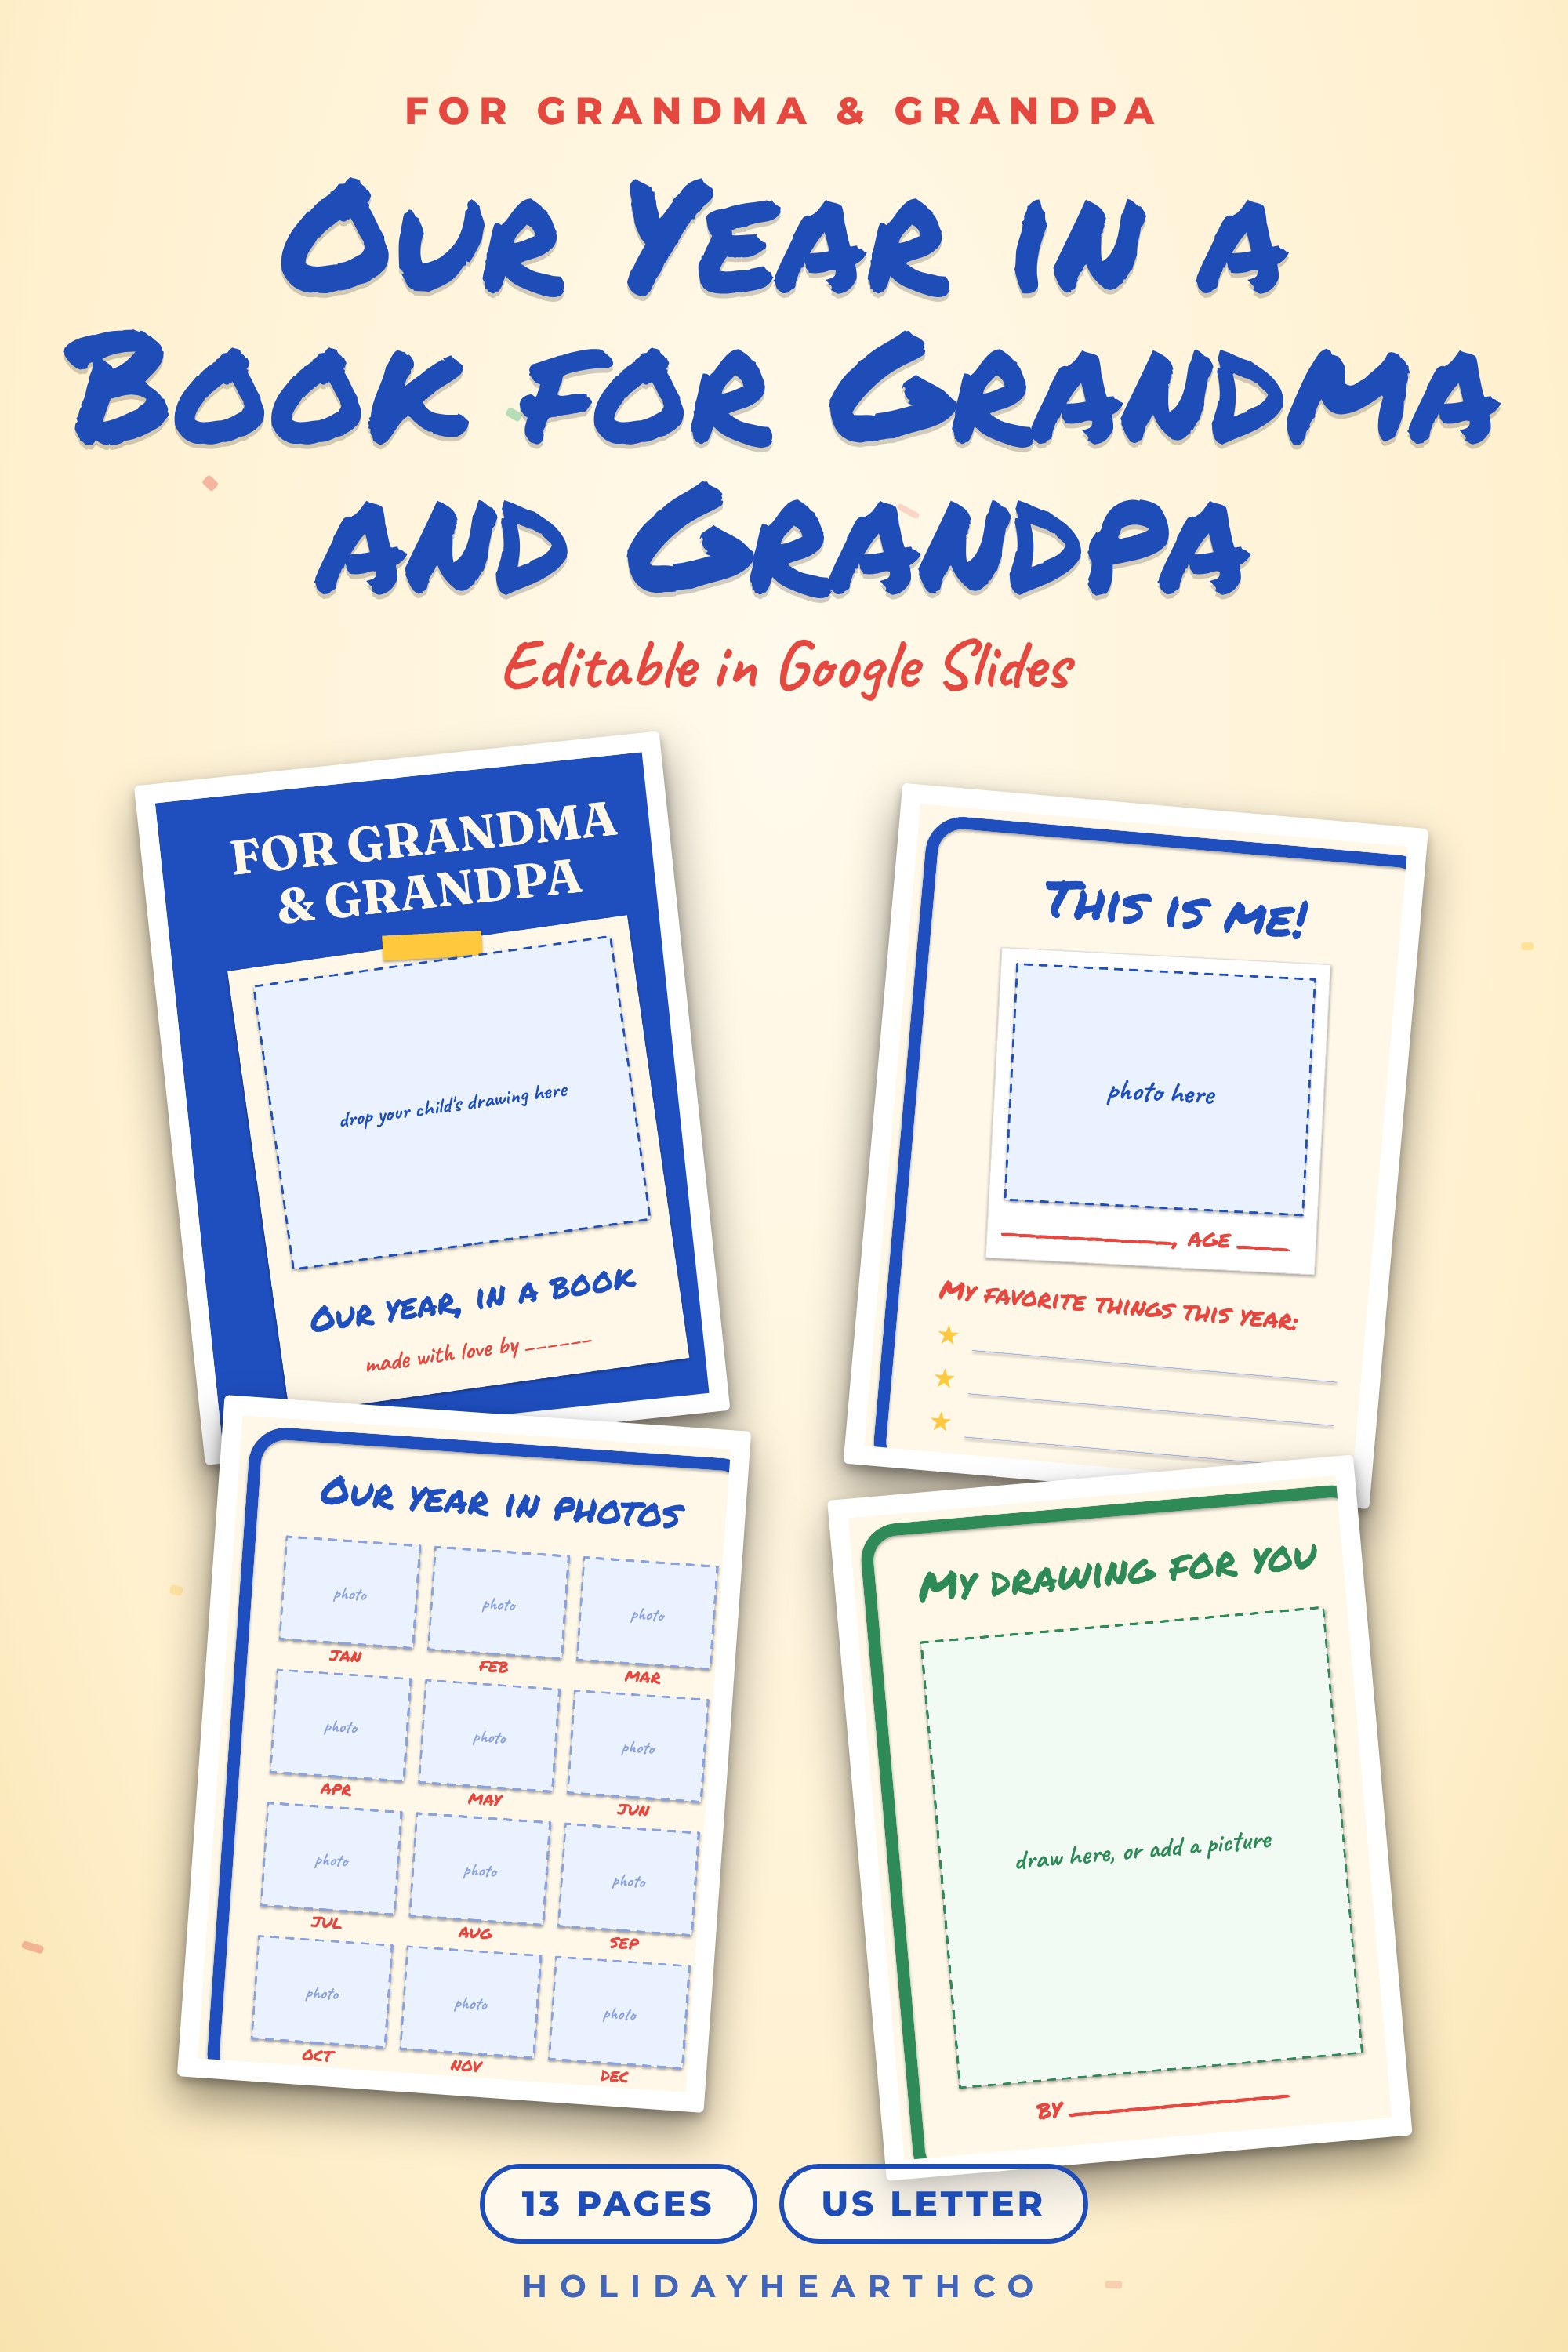 FOR GRANDMA & GRANDPA
Our Year in a
Book for Grandma
and Grandpa
Editable in Google Slides
FOR GRANDMA
& GRANDPA
drop your child's drawing here
Our year, in a book
made with love by ______
This is me!
photo here
____________, age ____
My favorite things this year:
Our year in photos
photo photo photo
JAN FEB MAR
photo photo photo
APR MAY JUN
photo photo photo
JUL AUG SEP
photo photo photo
OCT NOV DEC
My drawing for you
draw here, or add a picture
by ________________
13 PAGES
US LETTER
HOLIDAYHEARTHCO